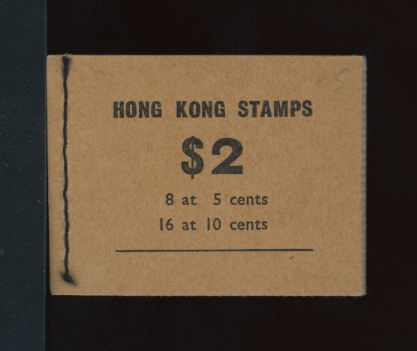 HONG KONG STAMPS
$2
8 at 5 cents
16 at 10 cents